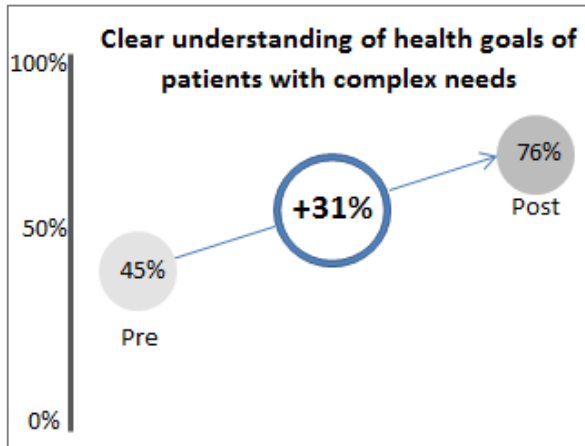 Clear understanding of health goals of
patients with complex needs
100%
76%
Post
+31%
50%
45%
Pre
0%